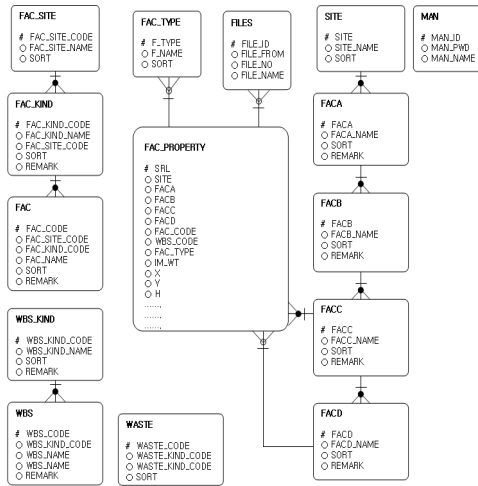 FAC_SITE
# FAC_SITE_CODE
O FAC_SITE_NAME
O SORT
FAC_KIND
# FAC_KIND_CODE
O FAC_KIND_NAME
O FAC_SITE_CODE
O SORT
O REMARK
FAC
# FAC_CODE
O FAC_SITE_CODE
O FAC_KIND_CODE
O FAC_NAME
O SORT
O REMARK
WBS_KIND
# WBS_KIND_CODE
O WBS_KIND_NAME
O SORT
O REMARK
WBS
# WBS_CODE
O WBS_KIND_CODE
O WBS_NAME
O WBS_NAME
O REMARK
FAC_TYPE
# F_TYPE
O F_NAME
O SORT
FILES
# FILE_ID
O FILE_FROM
O FILE_NO
O FILE_NAME
FAC_PROPERTY
# SRL
O SITE
O FACA
O FACB
O FACC
O FACD
O FAC_CODE
O WBS_CODE
O FAC_TYPE
O IM_WT
O X
O Y
O H
......,
......,
......,
WASTE
# WASTE_CODE
O WASTE_KIND_CODE
O WASTE_KIND_CODE
O SORT
SITE
# SITE
O SITE_NAME
O SORT
FACA
# FACA
O FACA_NAME
O SORT
O REMARK
FACB
# FACB
O FACB_NAME
O SORT
O REMARK
FACC
# FACC
O FACC_NAME
O SORT
O REMARK
FACD
# FACD
O FACD_NAME
O SORT
O REMARK
MAN
# MAN_ID
O MAN_PWD
O MAN_NAME